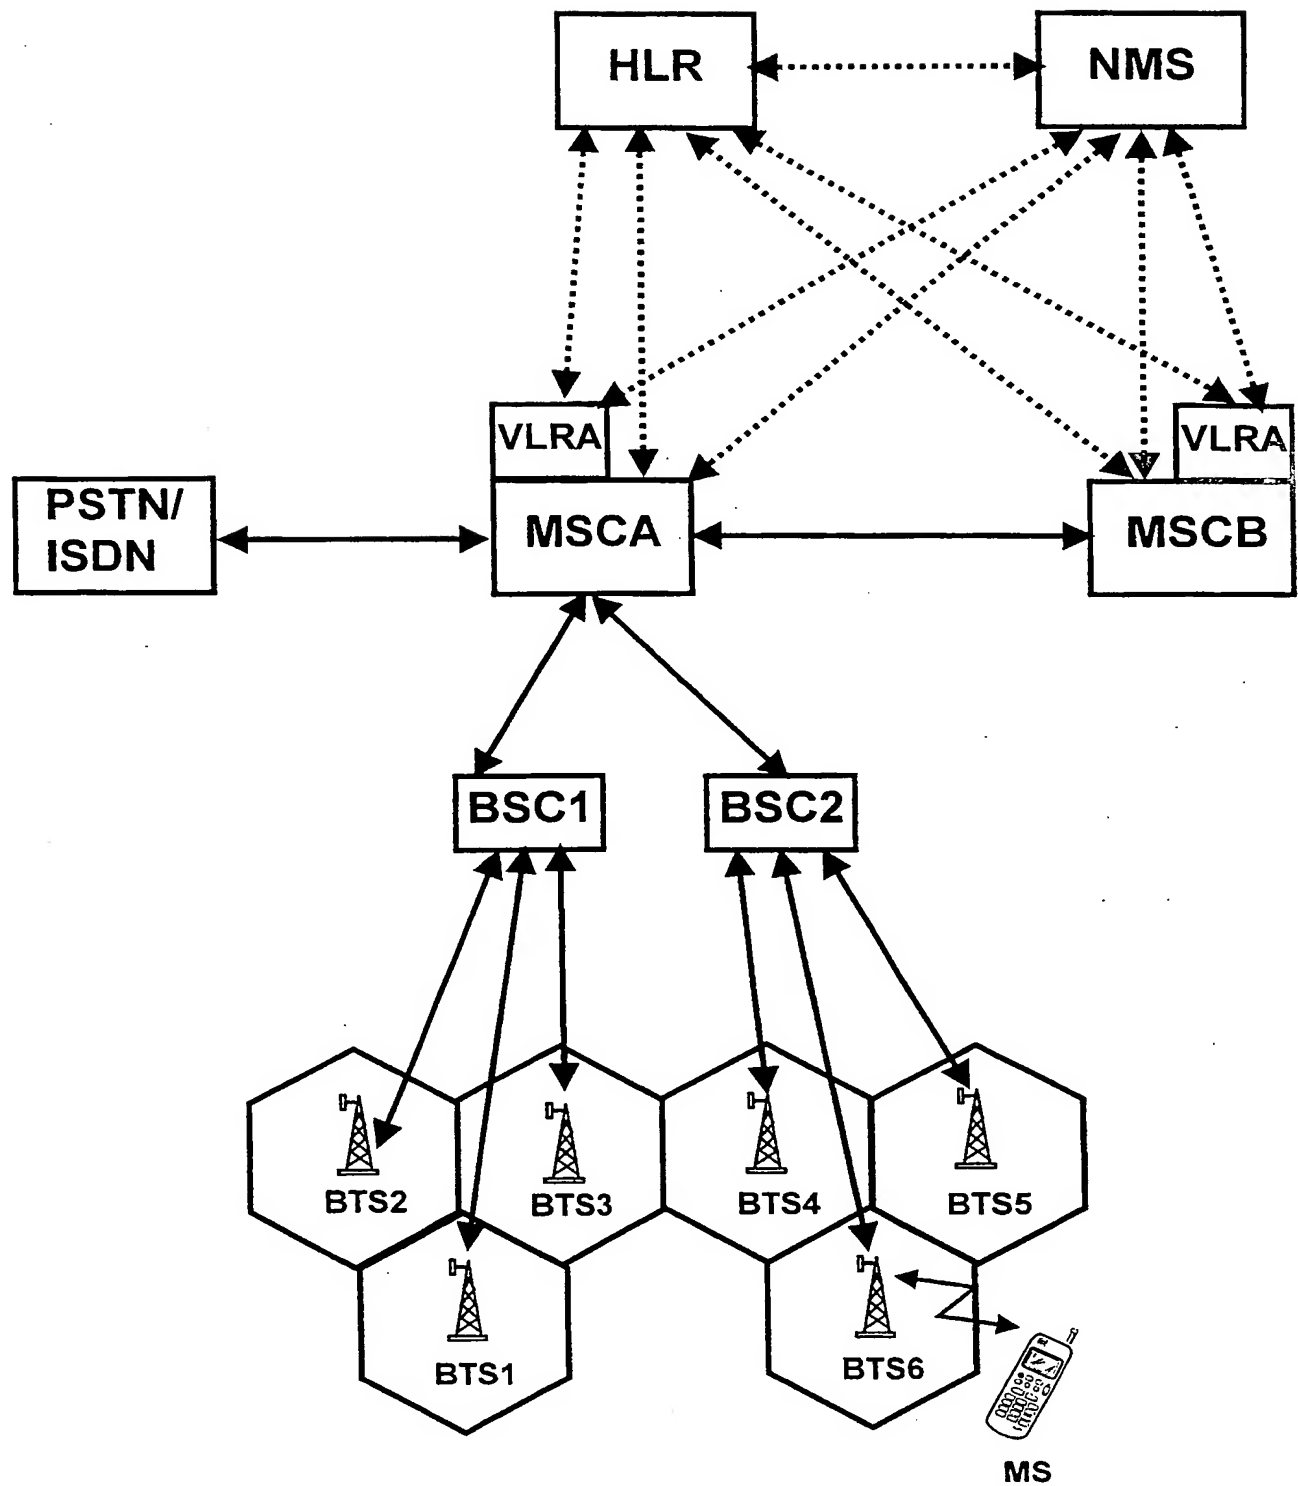 HLR
NMS
VLRA
VLRA
PSTN/
ISDN
MSCA
MSCB
BSC1
BSC2
BTS2
BTS3
BTS4
BTS5
BTS1
BTS6
MS